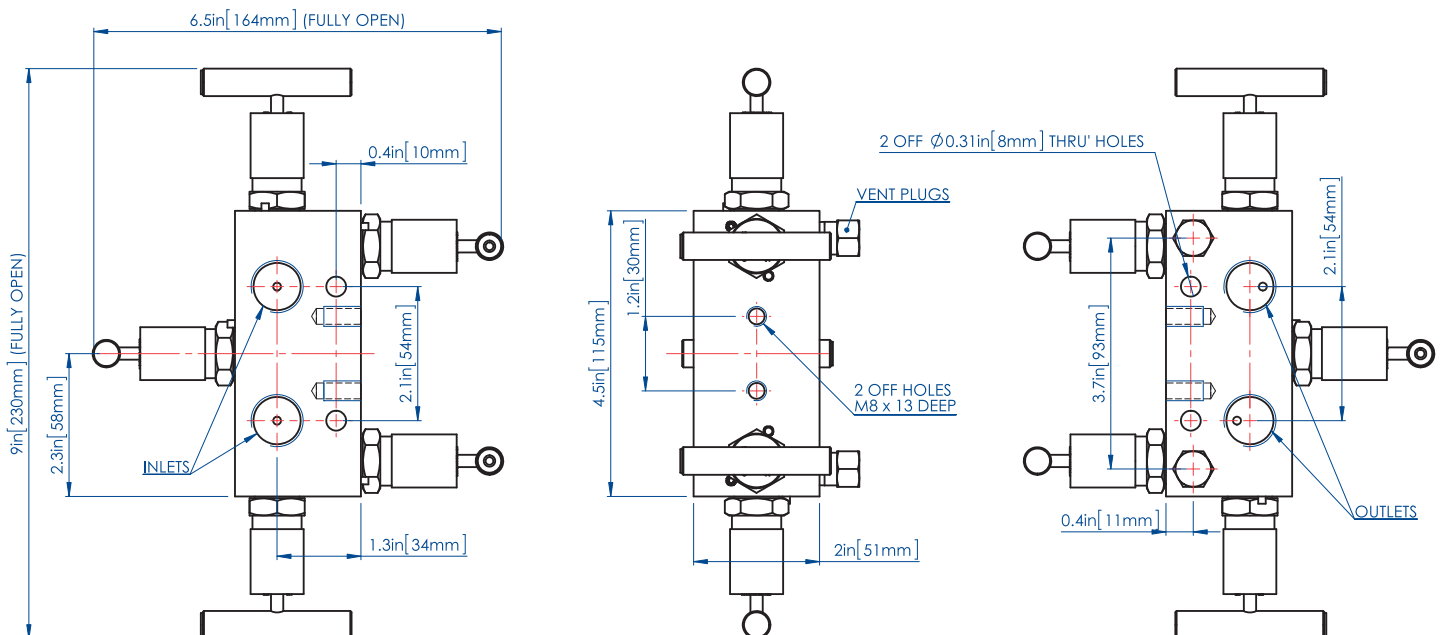 6.5in[164mm] (FULLY OPEN)
9in[230mm] (FULLY OPEN)
0.4in[10mm]
2.1in[54mm]
2.3in[58mm]
INLETS
1.3in[34mm]
VENT PLUGS
1.2in[30mm]
4.5in[115mm]
2 OFF HOLES
M8 x 13 DEEP
2in[51mm]
2 OFF Ø0.31in[8mm] THRU' HOLES
2.1in[54mm]
3.7in[93mm]
0.4in[11mm]
OUTLETS